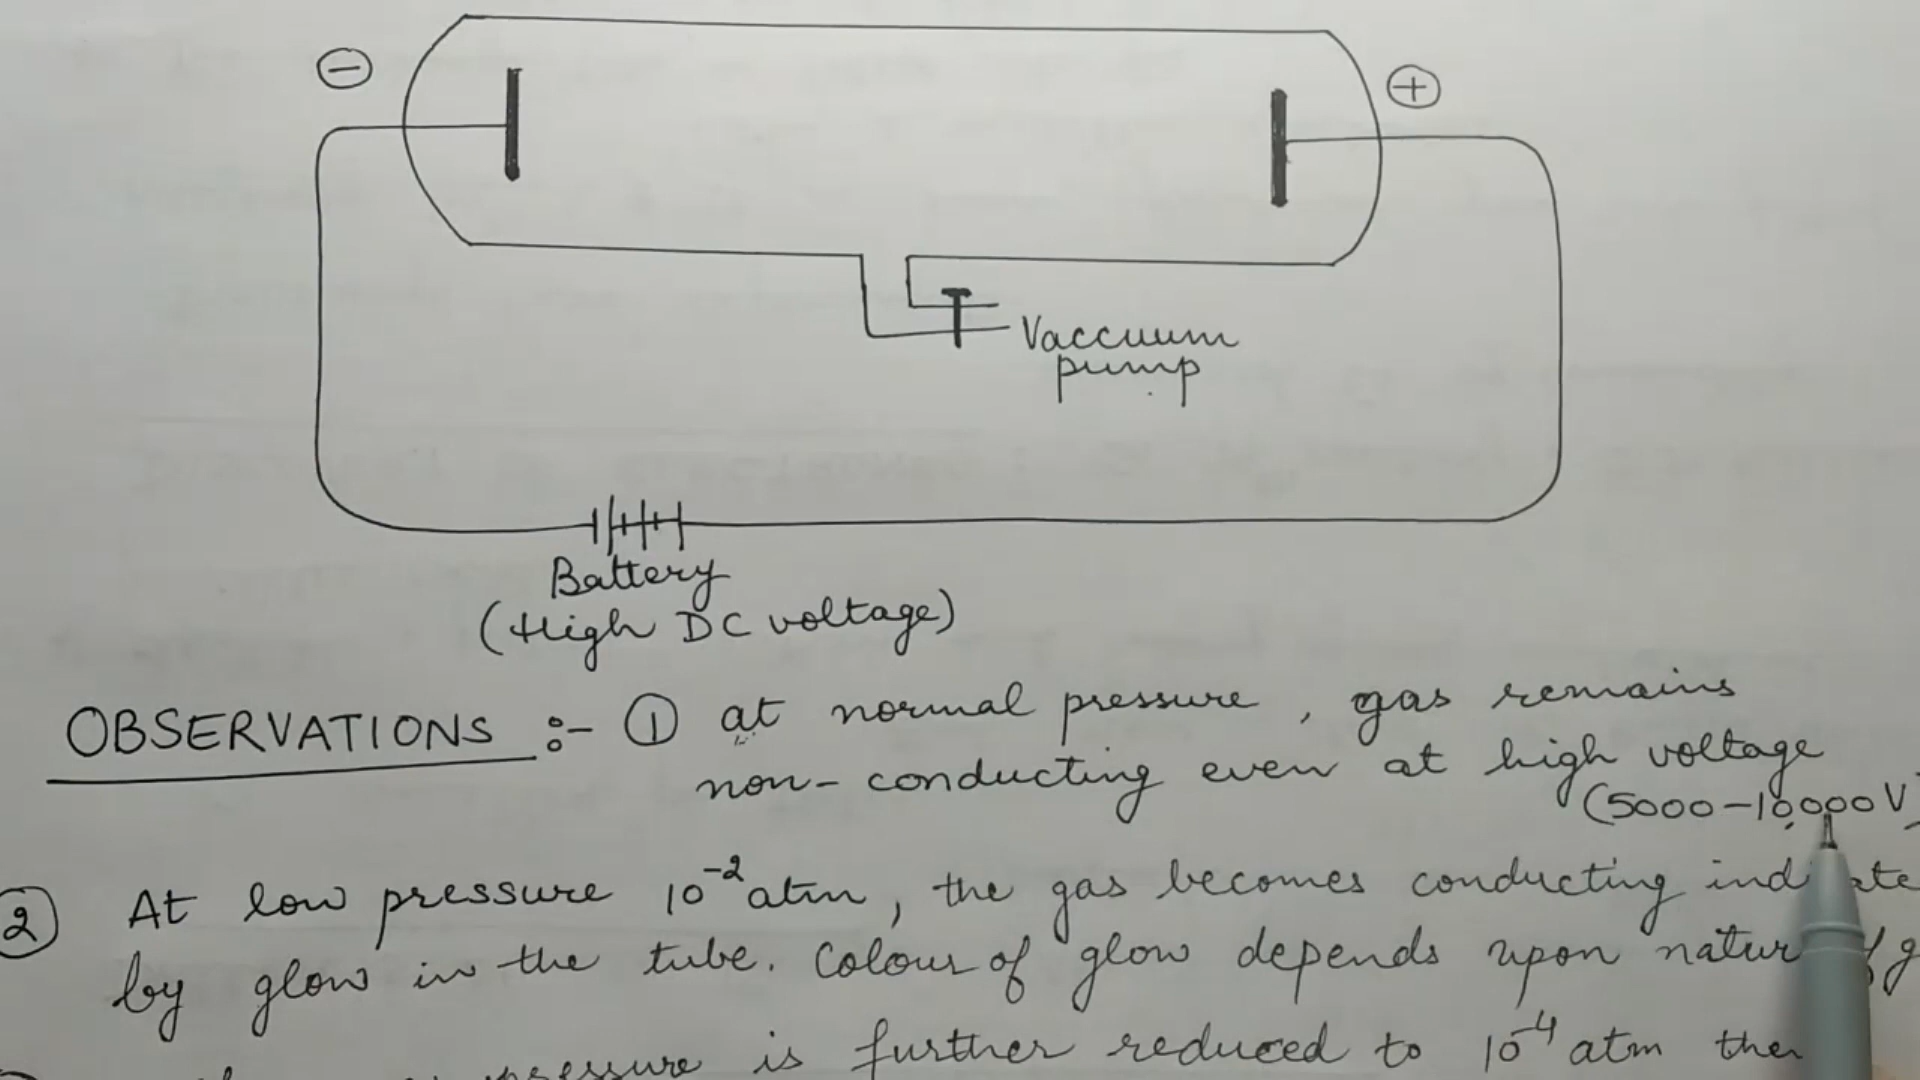 −
+
Vaccuum
pump
Battery
(High DC voltage)
OBSERVATIONS :- ① at normal pressure, gas remains
non-conducting even at high voltage
(5000-10,000 V)
② At low pressure 10⁻² atm, the gas becomes conducting
by glow in the tube. Colour of glow depends upon
pressure is further reduced to 10⁻⁴ atm then